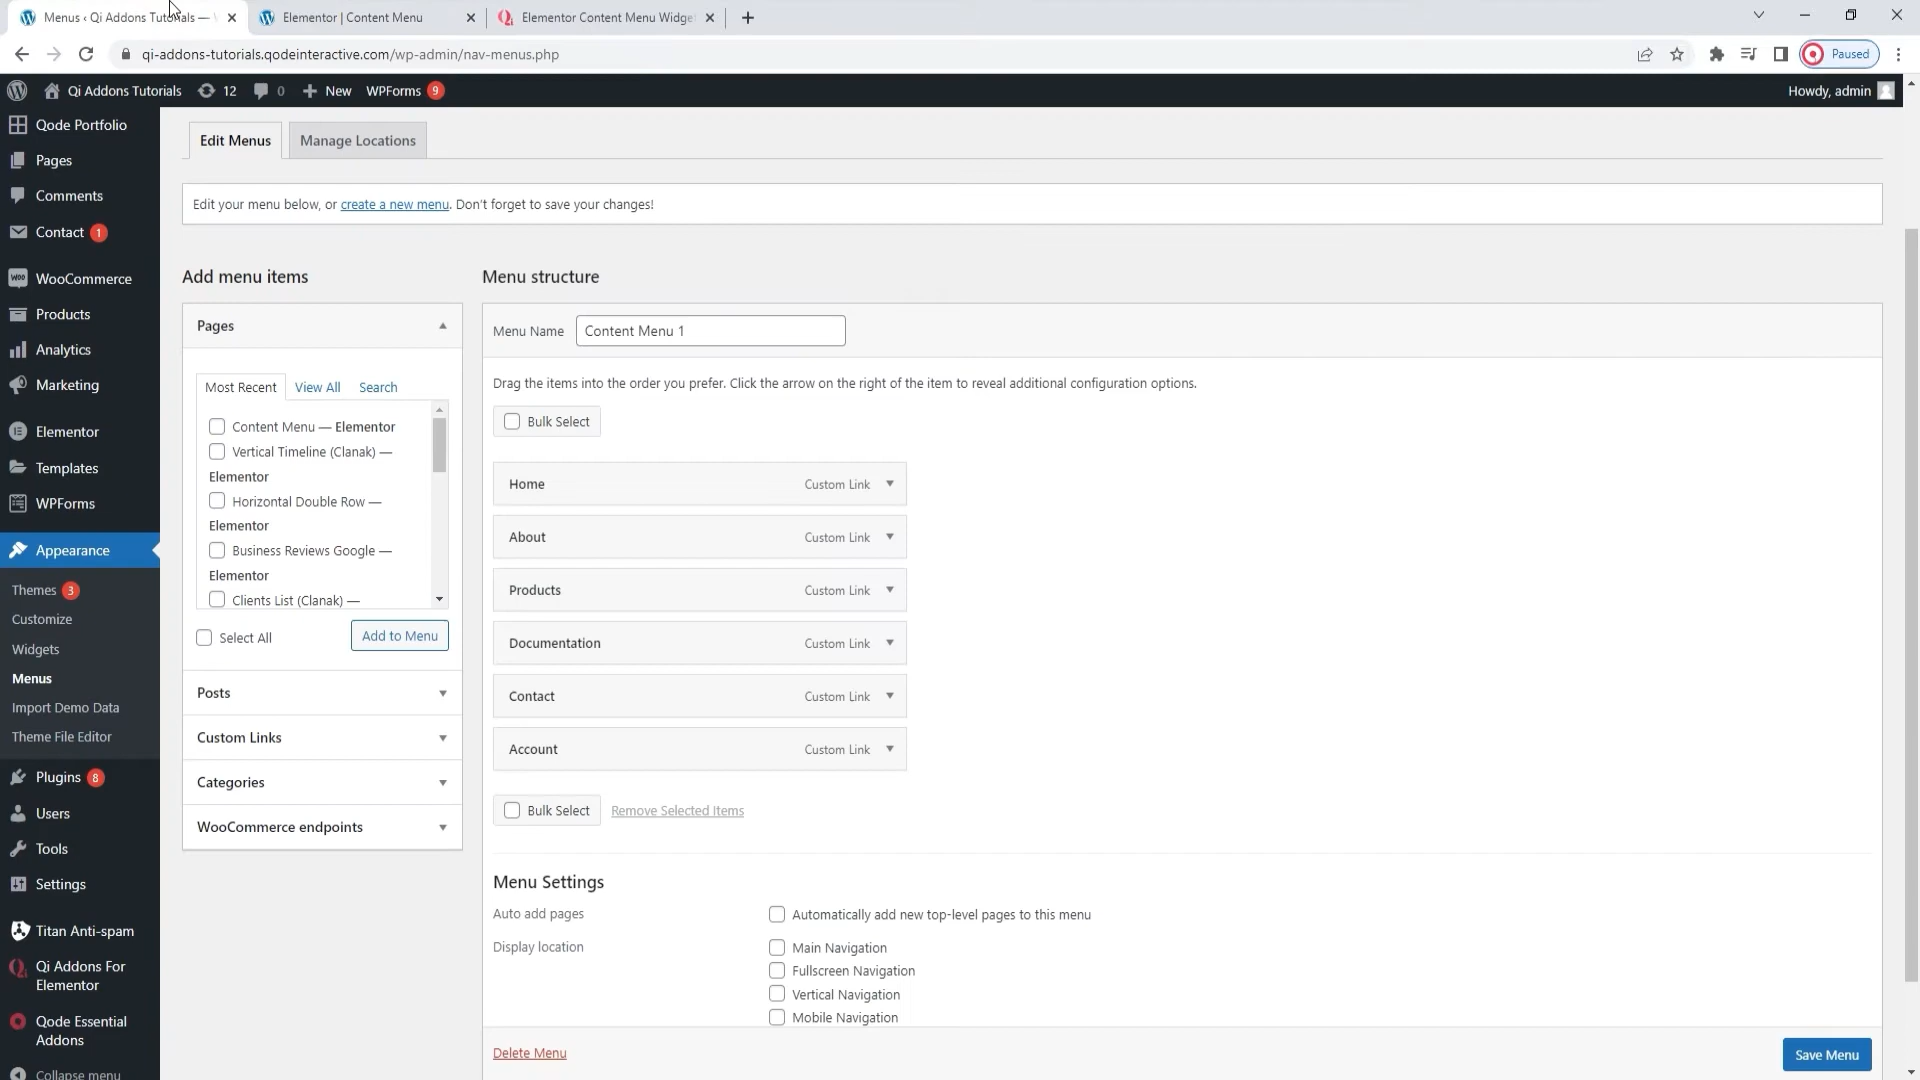 Menus ‹ Qi Addons Tutorials —
Elementor | Content Menu
Elementor Content Menu Widge
qi-addons-tutorials.qodeinteractive.com/wp-admin/nav-menus.php
Paused
Qi Addons Tutorials
12
0
New
WPForms 9
Howdy, admin
Qode Portfolio
Pages
Comments
Contact 1
WooCommerce
Products
Analytics
Marketing
Elementor
Templates
WPForms
Appearance
Themes 3
Customize
Widgets
Menus
Import Demo Data
Theme File Editor
Plugins 8
Users
Tools
Settings
Titan Anti-spam
Qi Addons For
Elementor
Qode Essential
Addons
Collapse menu
Edit Menus
Manage Locations
Edit your menu below, or create a new menu. Don't forget to save your changes!
Add menu items
Pages
Most Recent
View All
Search
Content Menu — Elementor
Vertical Timeline (Clanak) —
Elementor
Horizontal Double Row —
Elementor
Business Reviews Google —
Elementor
Clients List (Clanak) —
Select All
Add to Menu
Posts
Custom Links
Categories
WooCommerce endpoints
Menu structure
Menu Name
Content Menu 1
Drag the items into the order you prefer. Click the arrow on the right of the item to reveal additional configuration options.
Bulk Select
Home Custom Link
About Custom Link
Products Custom Link
Documentation Custom Link
Contact Custom Link
Account Custom Link
Bulk Select
Remove Selected Items
Menu Settings
Auto add pages
Automatically add new top-level pages to this menu
Display location
Main Navigation
Fullscreen Navigation
Vertical Navigation
Mobile Navigation
Delete Menu
Save Menu